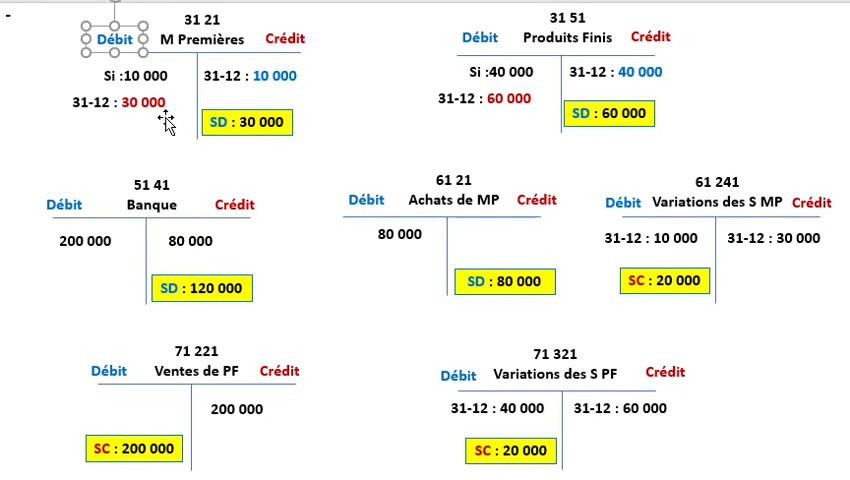 -
31 21
Débit M Premières Crédit
Si :10 000 31-12 : 10 000
31-12 : 30 000
SD : 30 000
31 51
Débit Produits Finis Crédit
Si :40 000 31-12 : 40 000
31-12 : 60 000
SD : 60 000
51 41
Débit Banque Crédit
200 000 80 000
SD : 120 000
61 21
Débit Achats de MP Crédit
80 000
SD : 80 000
61 241
Débit Variations des S MP Crédit
31-12 : 10 000 31-12 : 30 000
SC : 20 000
71 221
Débit Ventes de PF Crédit
200 000
SC : 200 000
71 321
Débit Variations des S PF Crédit
31-12 : 40 000 31-12 : 60 000
SC : 20 000